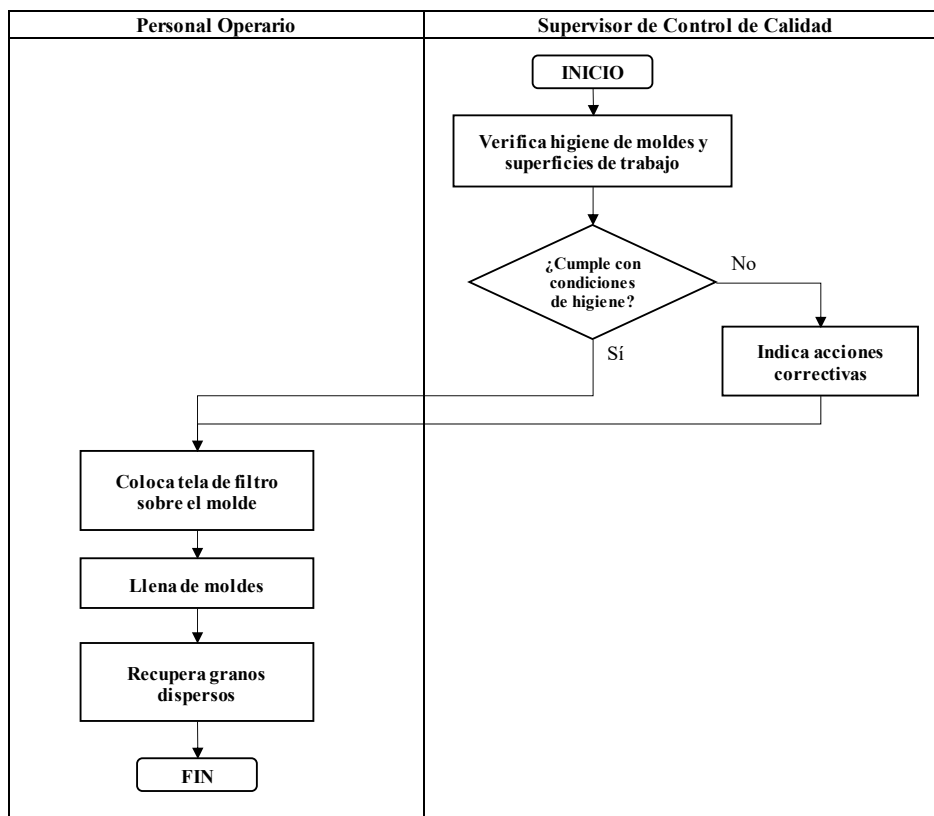 Personal Operario
Supervisor de Control de Calidad
INICIO
Verifica higiene de moldes y
superficies de trabajo
¿Cumple con
condiciones
de higiene?
No
Sí
Indica acciones
correctivas
Coloca tela de filtro
sobre el molde
Llena de moldes
Recupera granos
dispersos
FIN